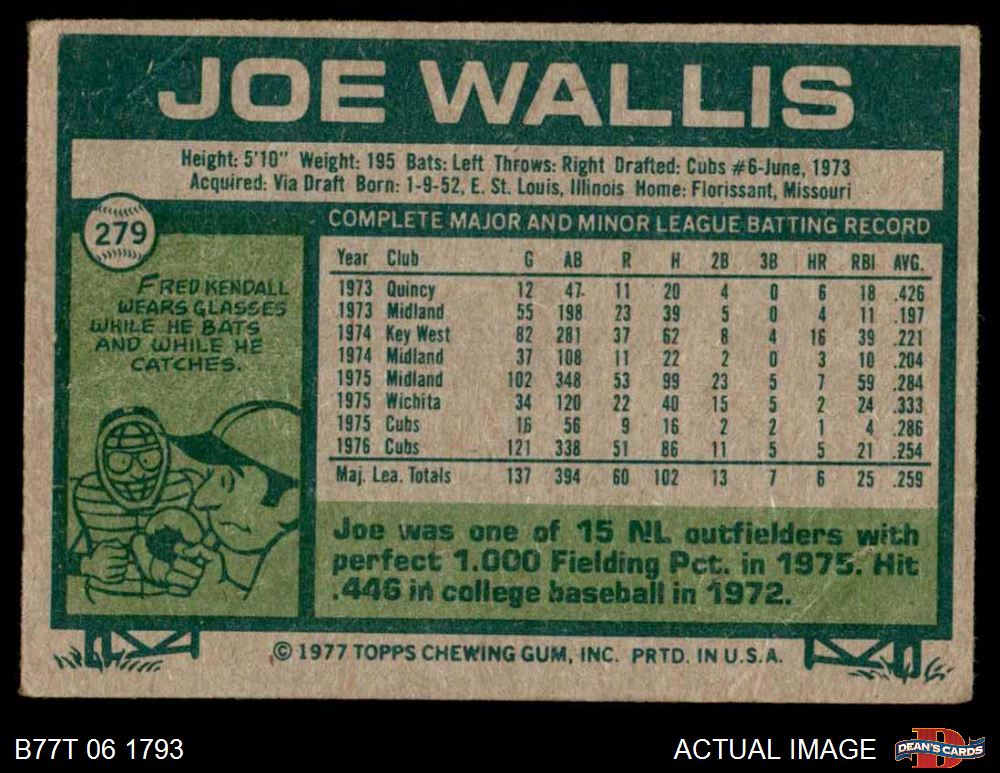 JOE WALLIS
Height: 5'10" Weight: 195 Bats: Left Throws: Right Drafted: Cubs #6-June, 1973
Acquired: Via Draft Born: 1-9-52, E. St. Louis, Illinois Home: Florissant, Missouri
279
FRED KENDALL
WEARS GLASSES
WHILE HE BATS
AND WHILE HE
CATCHES.
COMPLETE MAJOR AND MINOR LEAGUE BATTING RECORD
Year Club G AB R H 2B 3B HR RBI AVG.
1973 Quincy 12 47 11 20 4 0 6 18 .426
1973 Midland 55 198 23 39 5 0 4 11 .197
1974 Key West 82 281 37 62 8 4 16 39 .221
1974 Midland 37 108 11 22 2 0 3 10 .204
1975 Midland 102 348 53 99 23 5 7 59 .284
1975 Wichita 34 120 22 40 15 5 2 24 .333
1975 Cubs 16 56 9 16 2 2 1 4 .286
1976 Cubs 121 338 51 86 11 5 5 21 .254
Maj. Lea. Totals 137 394 60 102 13 7 6 25 .259
Joe was one of 15 NL outfielders with
perfect 1.000 Fielding Pct. in 1975. Hit
.446 in college baseball in 1972.
© 1977 TOPPS CHEWING GUM, INC. PRTD. IN U.S.A.
B77T 06 1793
ACTUAL IMAGE
D
DEAN'S CARDS